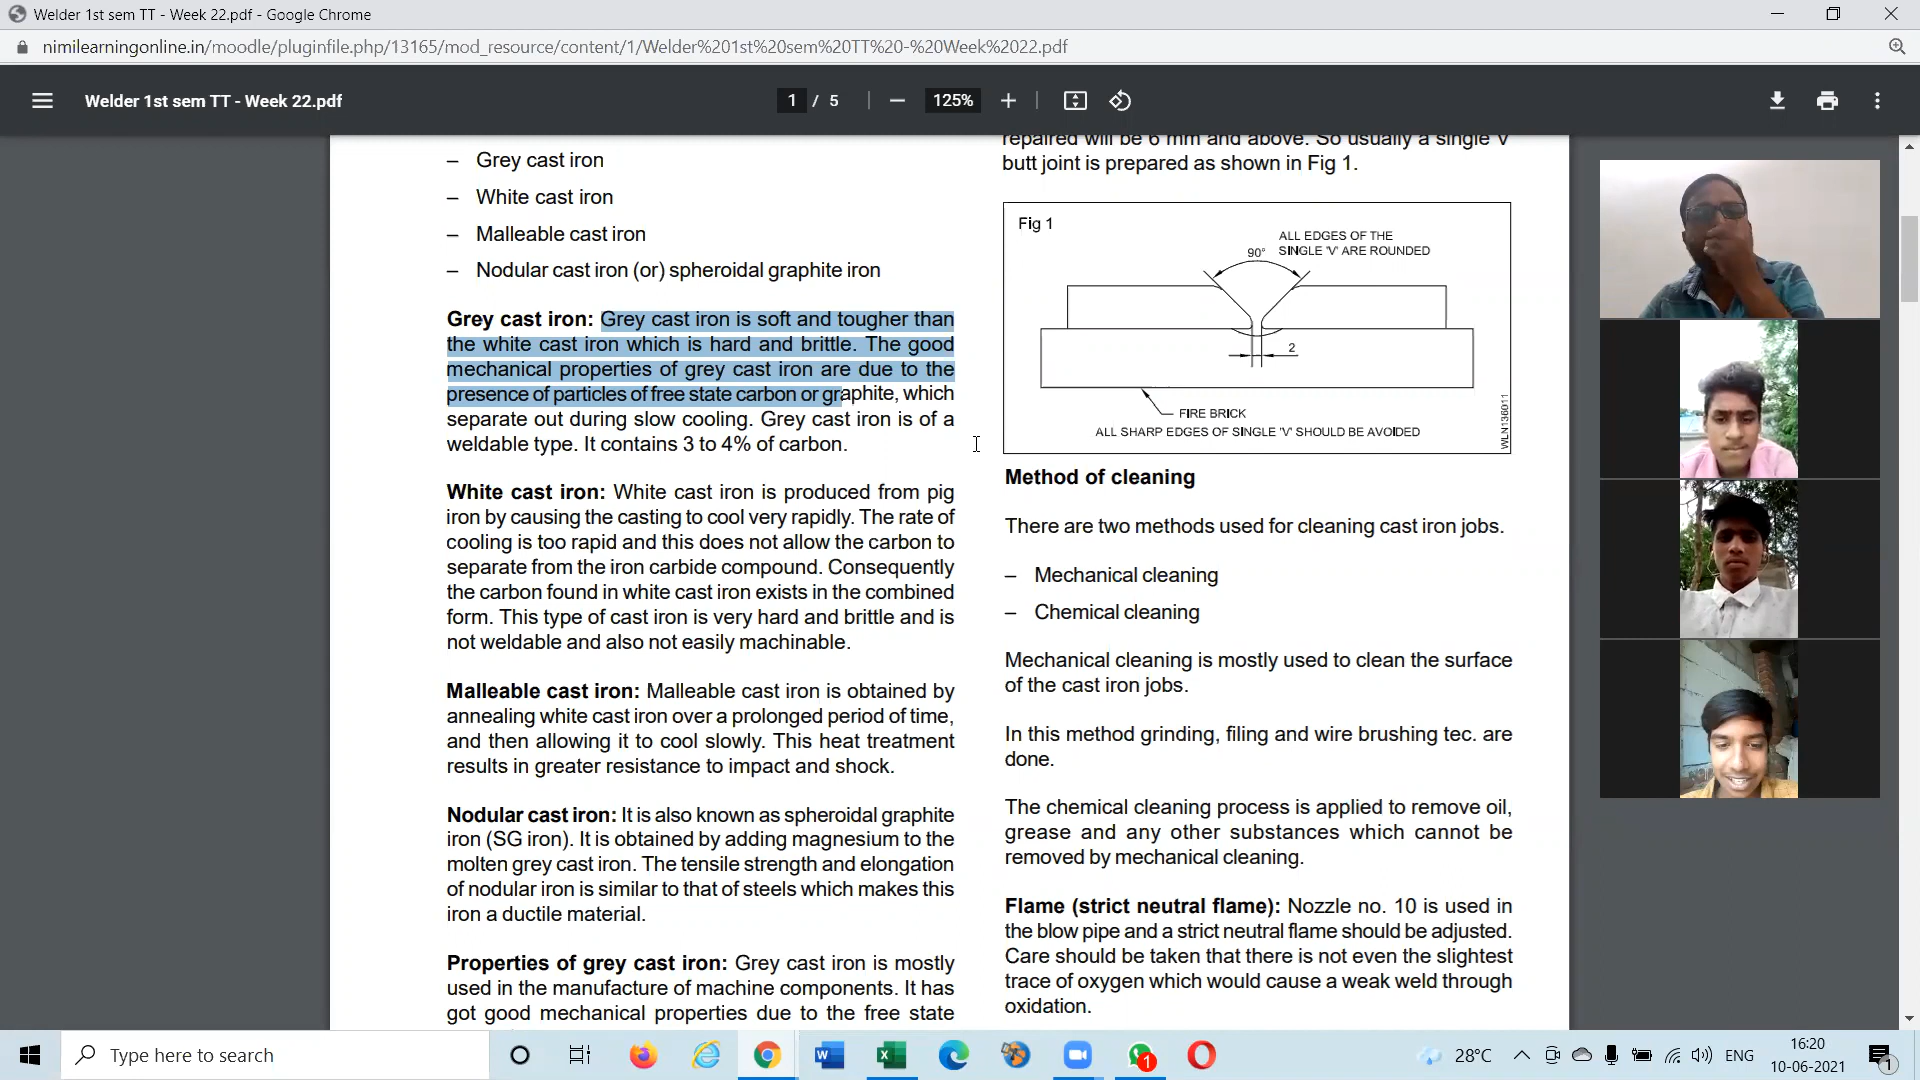 Welder 1st sem TT - Week 22.pdf - Google Chrome
nimilearningonline.in/moodle/pluginfile.php/13165/mod_resource/content/1/Welder%201st%20sem%20TT%20-%20Week%2022.pdf
Welder 1st sem TT - Week 22.pdf
1 / 5
125%
– Grey cast iron
– White cast iron
– Malleable cast iron
– Nodular cast iron (or) spheroidal graphite iron
Grey cast iron: Grey cast iron is soft and tougher than
the white cast iron which is hard and brittle. The good
mechanical properties of grey cast iron are due to the
presence of particles of free state carbon or graphite, which
separate out during slow cooling. Grey cast iron is of a
weldable type. It contains 3 to 4% of carbon.
White cast iron: White cast iron is produced from pig
iron by causing the casting to cool very rapidly. The rate of
cooling is too rapid and this does not allow the carbon to
separate from the iron carbide compound. Consequently
the carbon found in white cast iron exists in the combined
form. This type of cast iron is very hard and brittle and is
not weldable and also not easily machinable.
Malleable cast iron: Malleable cast iron is obtained by
annealing white cast iron over a prolonged period of time,
and then allowing it to cool slowly. This heat treatment
results in greater resistance to impact and shock.
Nodular cast iron: It is also known as spheroidal graphite
iron (SG iron). It is obtained by adding magnesium to the
molten grey cast iron. The tensile strength and elongation
of nodular iron is similar to that of steels which makes this
iron a ductile material.
Properties of grey cast iron: Grey cast iron is mostly
used in the manufacture of machine components. It has
got good mechanical properties due to the free state
repaired will be 6 mm and above. So usually a single V
butt joint is prepared as shown in Fig 1.
Fig 1
ALL EDGES OF THE
SINGLE 'V' ARE ROUNDED
90°
2
FIRE BRICK
ALL SHARP EDGES OF SINGLE 'V' SHOULD BE AVOIDED
WLN136011
Method of cleaning
There are two methods used for cleaning cast iron jobs.
– Mechanical cleaning
– Chemical cleaning
Mechanical cleaning is mostly used to clean the surface
of the cast iron jobs.
In this method grinding, filing and wire brushing tec. are
done.
The chemical cleaning process is applied to remove oil,
grease and any other substances which cannot be
removed by mechanical cleaning.
Flame (strict neutral flame): Nozzle no. 10 is used in
the blow pipe and a strict neutral flame should be adjusted.
Care should be taken that there is not even the slightest
trace of oxygen which would cause a weak weld through
oxidation.
Type here to search
1
28°C
ENG
16:20
10-06-2021
1